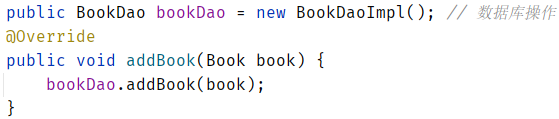 public BookDao bookDao = new BookDaoImpl(); // 数据库操作
@Override
public void addBook(Book book) {
    bookDao.addBook(book);
}